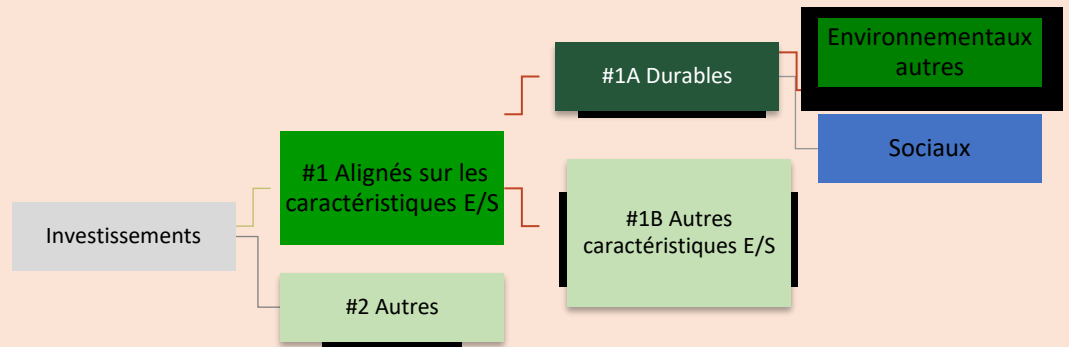 Investissements
#1 Alignés sur les
caractéristiques E/S
#2 Autres
#1A Durables
#1B Autres
caractéristiques E/S
Environnementaux
autres
Sociaux